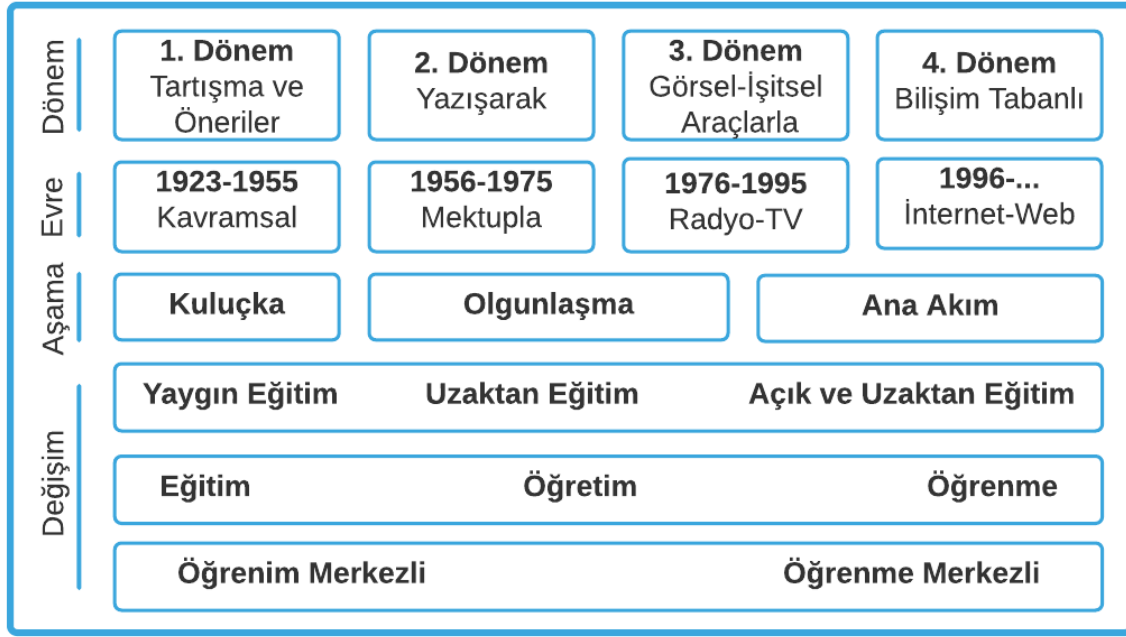 Dönem
1. Dönem
Tartışma ve
Öneriler
2. Dönem
Yazışarak
3. Dönem
Görsel-İşitsel
Araçlarla
4. Dönem
Bilişim Tabanlı
Evre
1923-1955
Kavramsal
1956-1975
Mektupla
1976-1995
Radyo-TV
1996-...
İnternet-Web
Aşama
Kuluçka
Olgunlaşma
Ana Akım
Değişim
Yaygın Eğitim Uzaktan Eğitim Açık ve Uzaktan Eğitim
Eğitim Öğretim Öğrenme
Öğrenim Merkezli Öğrenme Merkezli